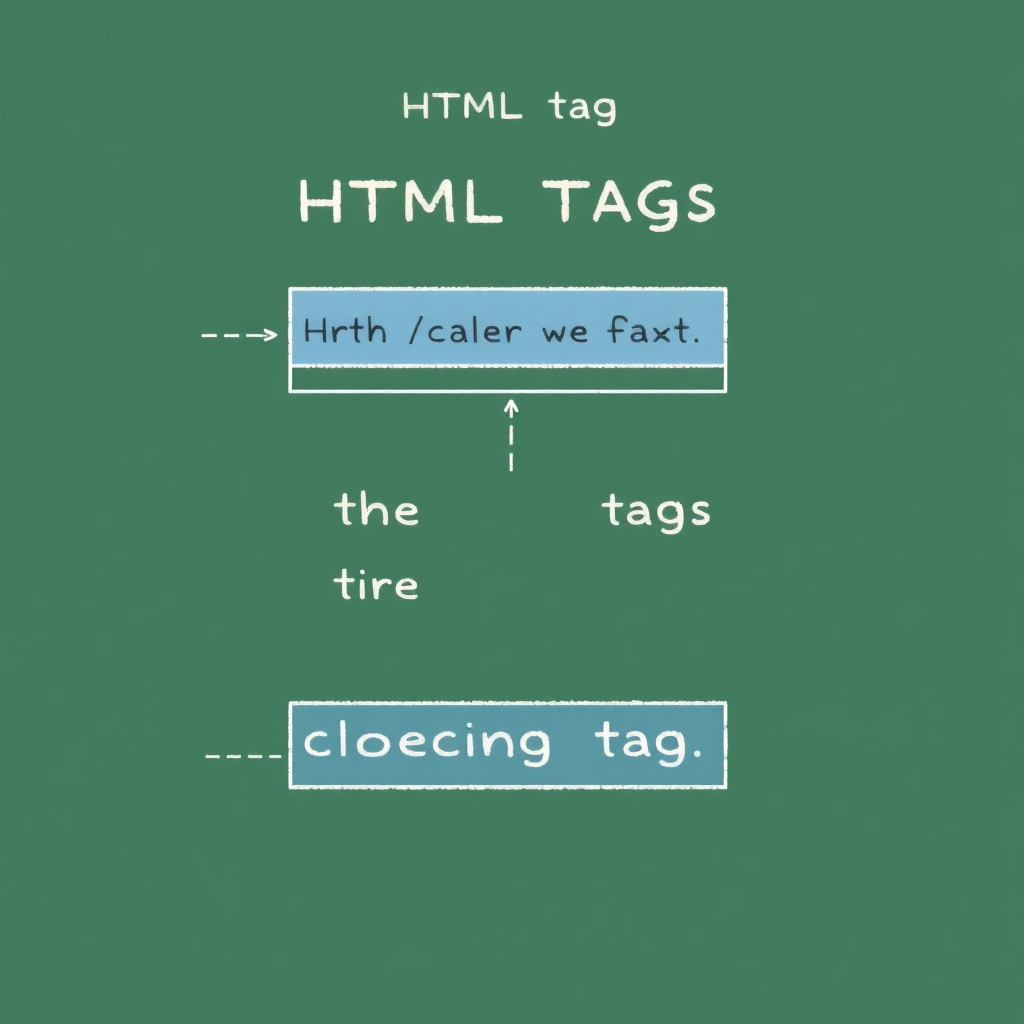 HTML tag
HTML TAGS
Hrth /caler we faxt.
the tags
tire
cloecing tag.